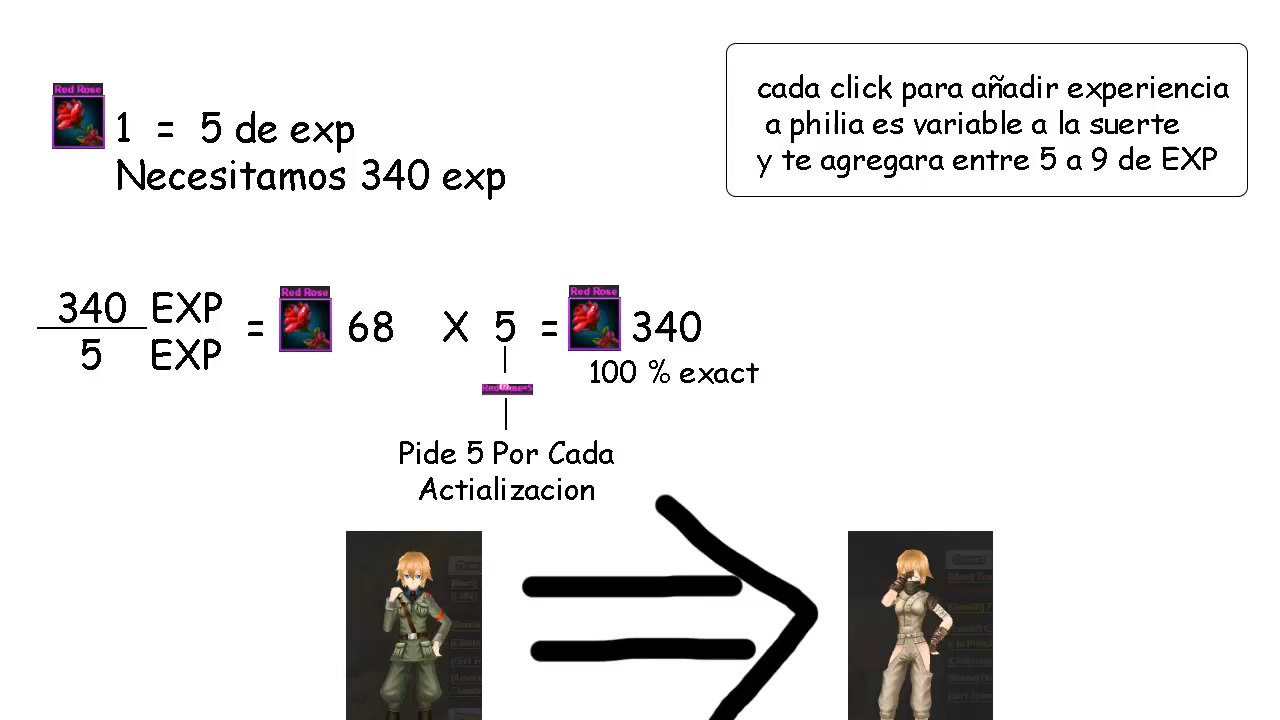 cada click para añadir experiencia
a philia es variable a la suerte
y te agregara entre 5 a 9 de EXP
Red Rose
1 = 5 de exp
Necesitamos 340 exp
340 EXP
5 EXP
=
Red Rose
68 X 5 =
Red Rose
340
100 % exact
Pide 5 Por Cada
Actializacion